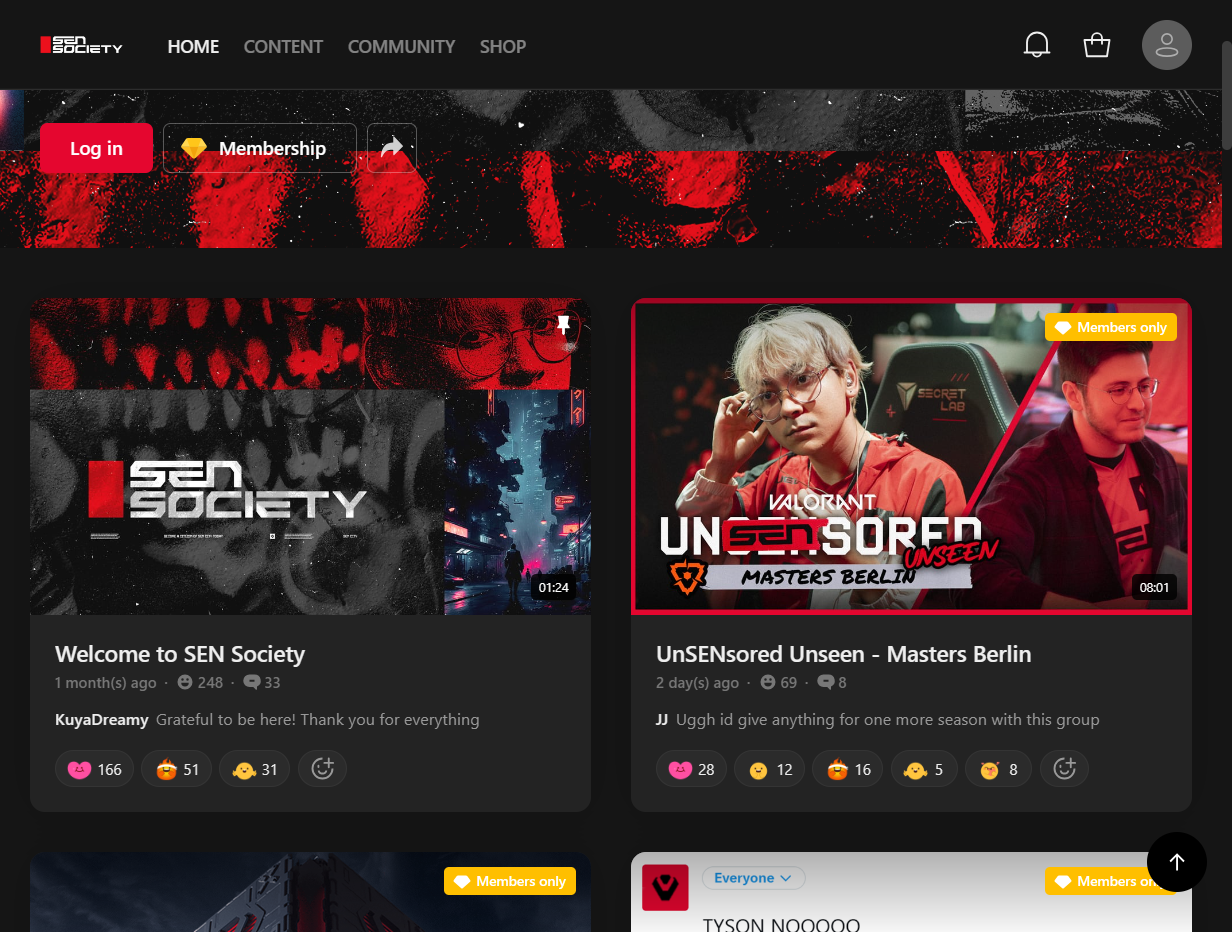 SEN
SOCIETY
HOME
CONTENT
COMMUNITY
SHOP
Log in
Membership
SEN
SOCIETY
01:24
Welcome to SEN Society
1 month(s) ago · 248 · 33
KuyaDreamy Grateful to be here! Thank you for everything
166
51
31
Members only
SECRET
LAB
VALORANT
UNSENSORED
UNSEEN
MASTERS BERLIN
08:01
UnSENsored Unseen - Masters Berlin
2 day(s) ago · 69 · 8
JJ Uggh id give anything for one more season with this group
28
12
16
5
8
Members only
Everyone
Members on
TYSON NOOOOO